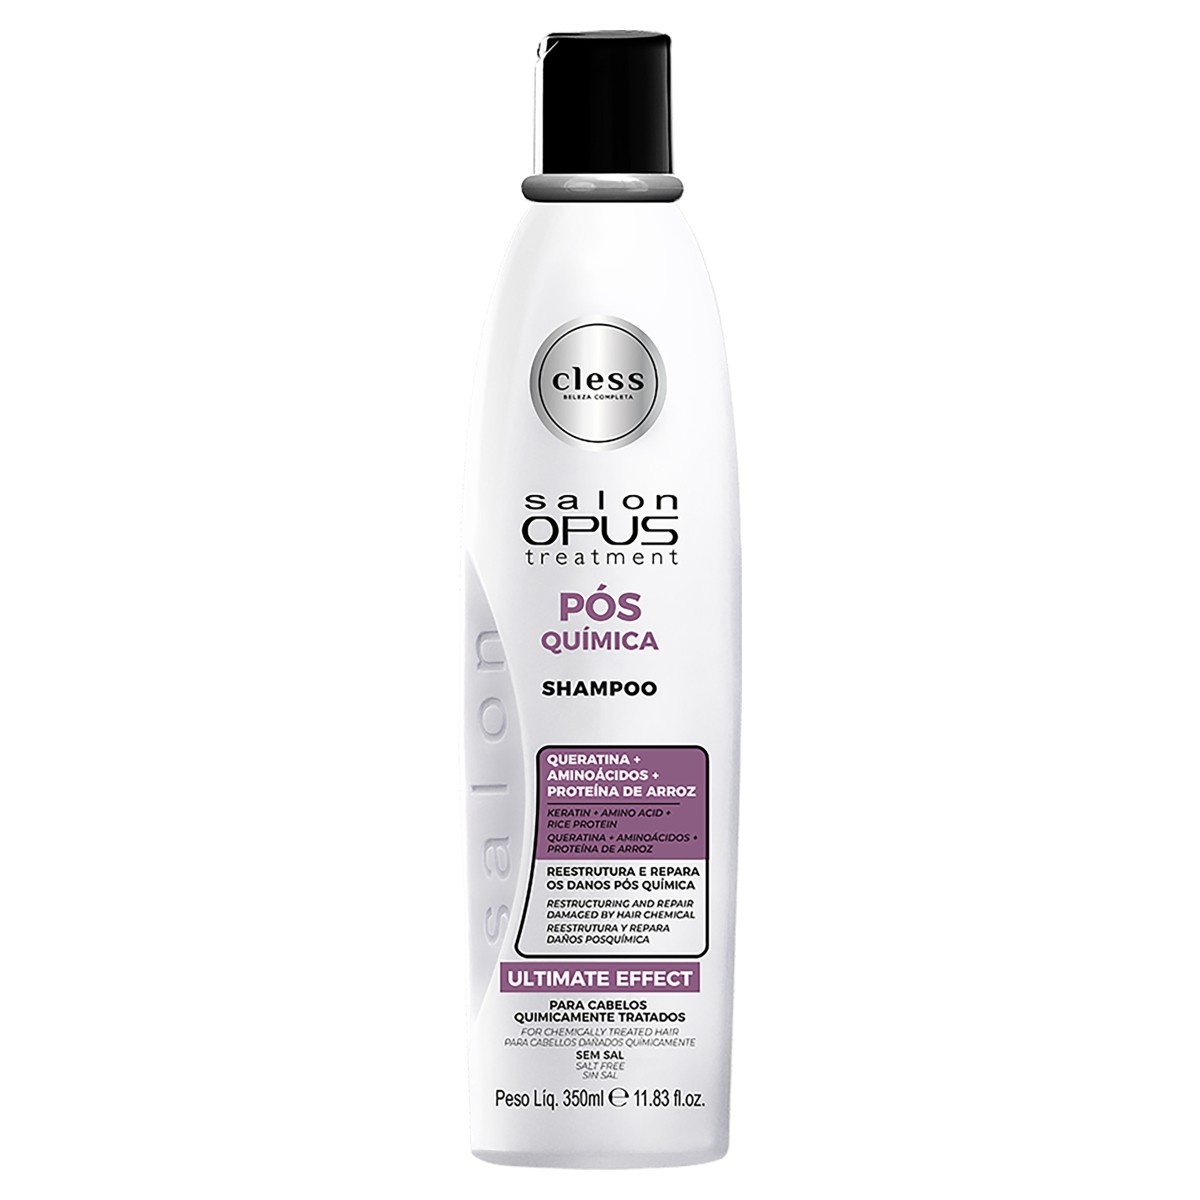 cless
BELEZA COMPLETA
salon
OPUS
treatment
PÓS
QUÍMICA
SHAMPOO
salon
QUERATINA +
AMINOÁCIDOS +
PROTEÍNA DE ARROZ
KERATIN + AMINO ACID +
RICE PROTEIN
QUERATINA + AMINOÁCIDOS +
PROTEÍNA DE ARROZ
REESTRUTURA E REPARA
OS DANOS PÓS QUÍMICA
RESTRUCTURING AND REPAIR
DAMAGED BY HAIR CHEMICAL
REESTRUTURA Y REPARA
DAÑOS POSQUÍMICA
ULTIMATE EFFECT
PARA CABELOS
QUIMICAMENTE TRATADOS
FOR CHEMICALLY TREATED HAIR
PARA CABELLOS DAÑADOS QUÍMICAMENTE
SEM SAL
SALT FREE
SIN SAL
Peso Líq. 350ml ℮ 11.83 fl.oz.